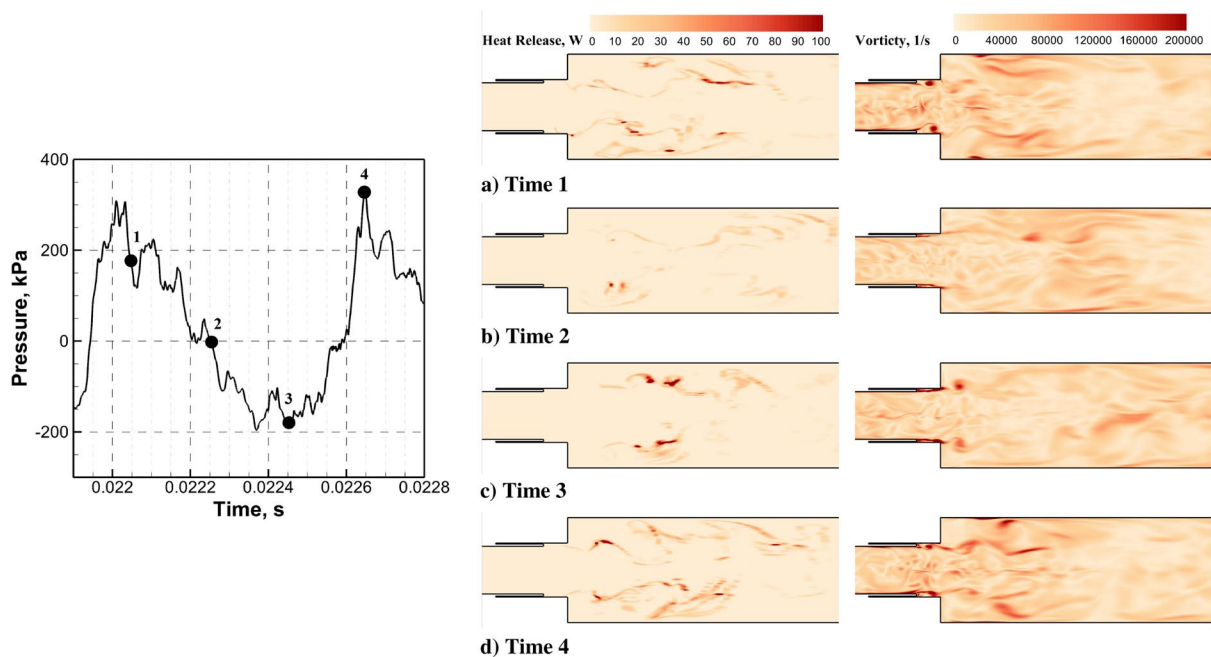 Heat Release, W 0 10 20 30 40 50 60 70 80 90 100
Vorticty, 1/s 0 40000 80000 120000 160000 200000
a) Time 1
b) Time 2
c) Time 3
d) Time 4
Pressure, kPa
400
200
0
-200
1
2
3
4
0.022 0.0222 0.0224 0.0226 0.0228
Time, s